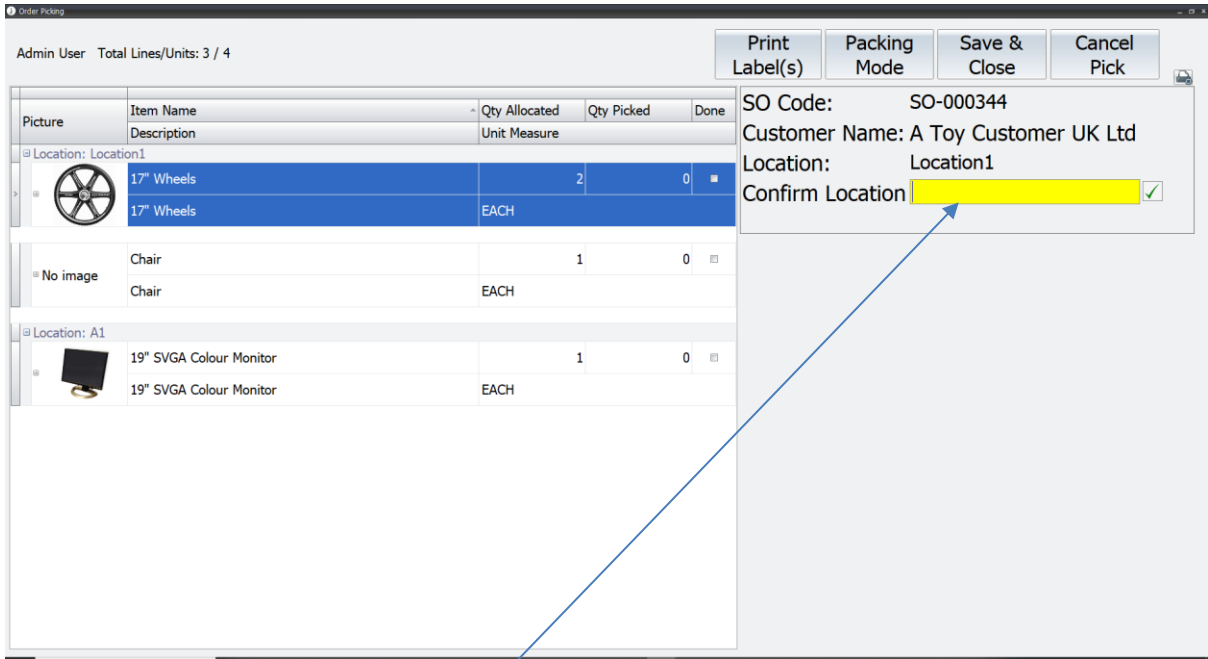 Order Picking
Admin User Total Lines/Units: 3 / 4
Print Label(s)
Packing Mode
Save & Close
Cancel Pick
Picture
Item Name Qty Allocated Qty Picked Done
Description Unit Measure
Location: Location1
17" Wheels 2 0
17" Wheels EACH
No image
Chair 1 0
Chair EACH
Location: A1
19" SVGA Colour Monitor 1 0
19" SVGA Colour Monitor EACH
SO Code: SO-000344
Customer Name: A Toy Customer UK Ltd
Location: Location1
Confirm Location